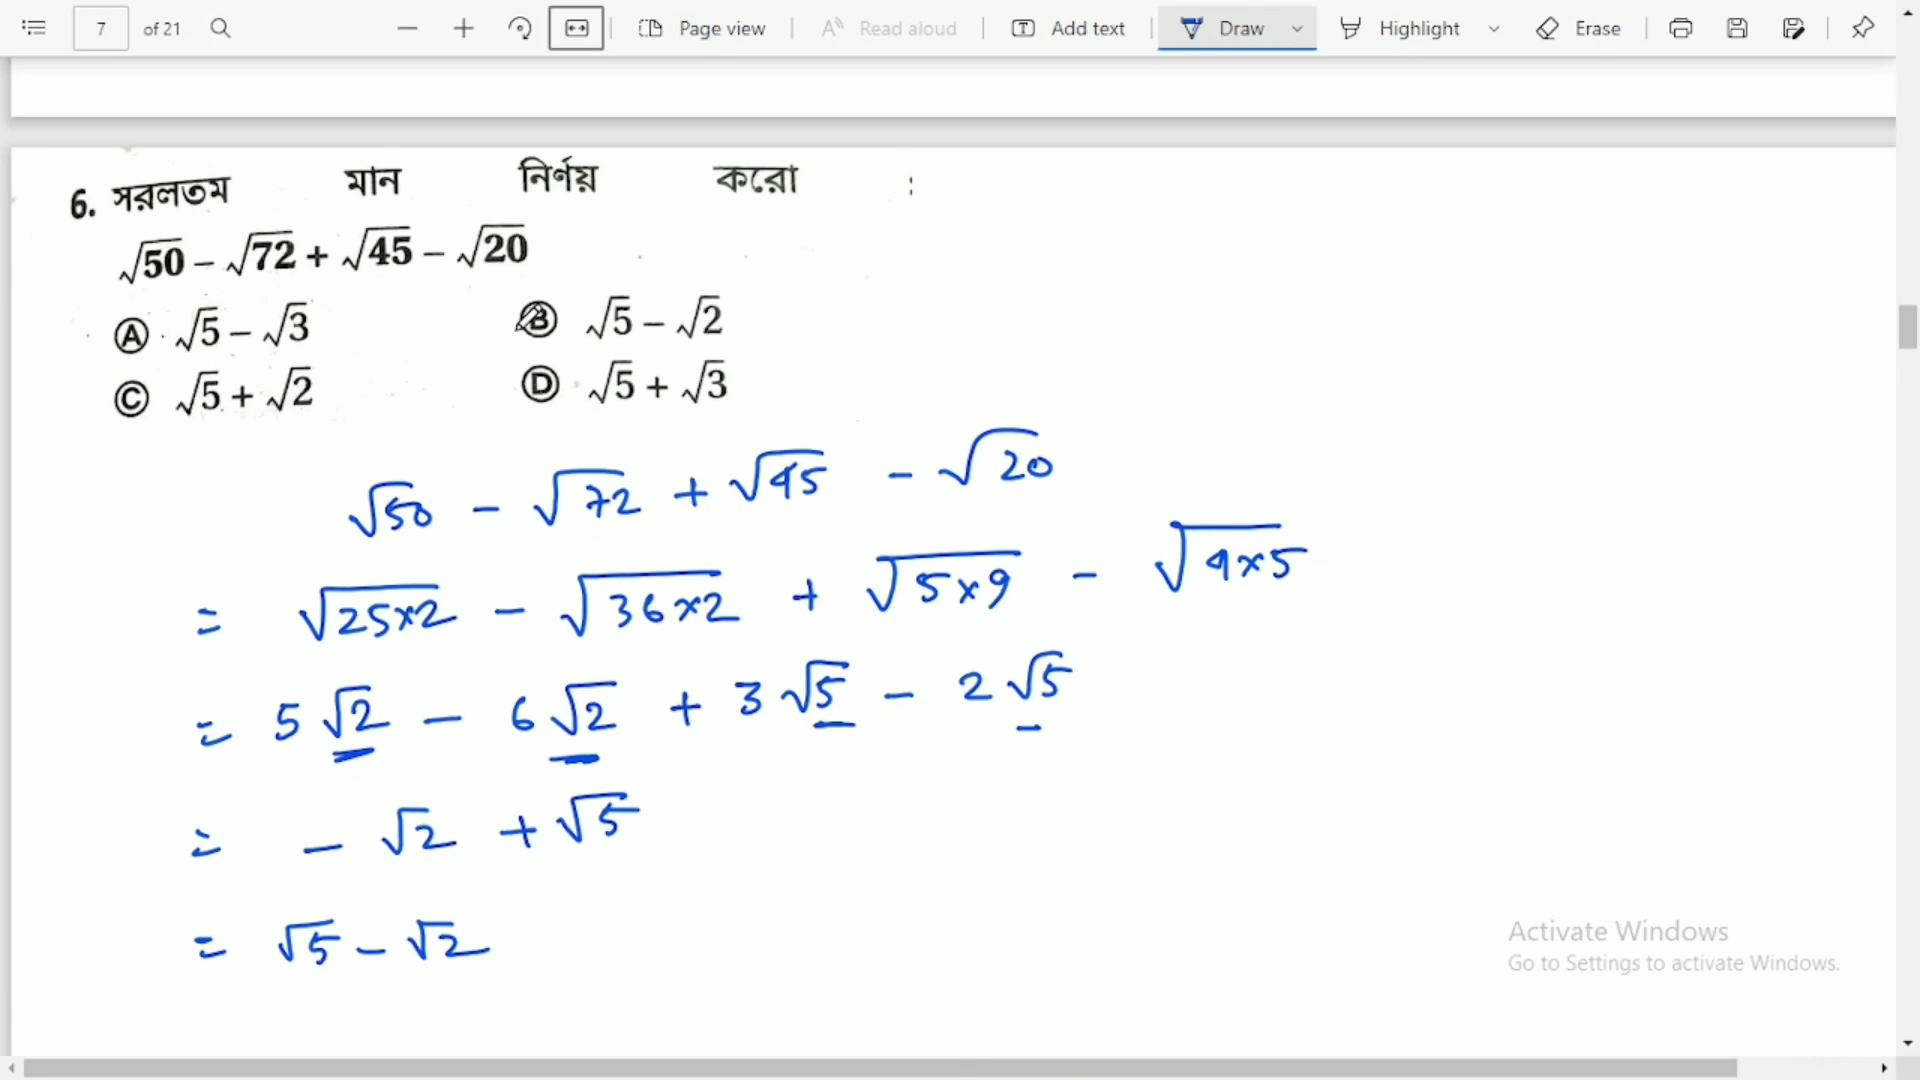 7 of 21 Page view Read aloud Add text Draw Highlight Erase
6. সরলতম মান নির্ণয় করো :
√50 – √72 + √45 – √20
Ⓐ √5 – √3 Ⓑ √5 – √2
Ⓒ √5 + √2 Ⓓ √5 + √3
√50 - √72 + √45 - √20
= √25×2 - √36×2 + √5×9 - √4×5
= 5√2 - 6√2 + 3√5 - 2√5
= - √2 + √5
= √5 - √2
Activate Windows
Go to Settings to activate Windows.